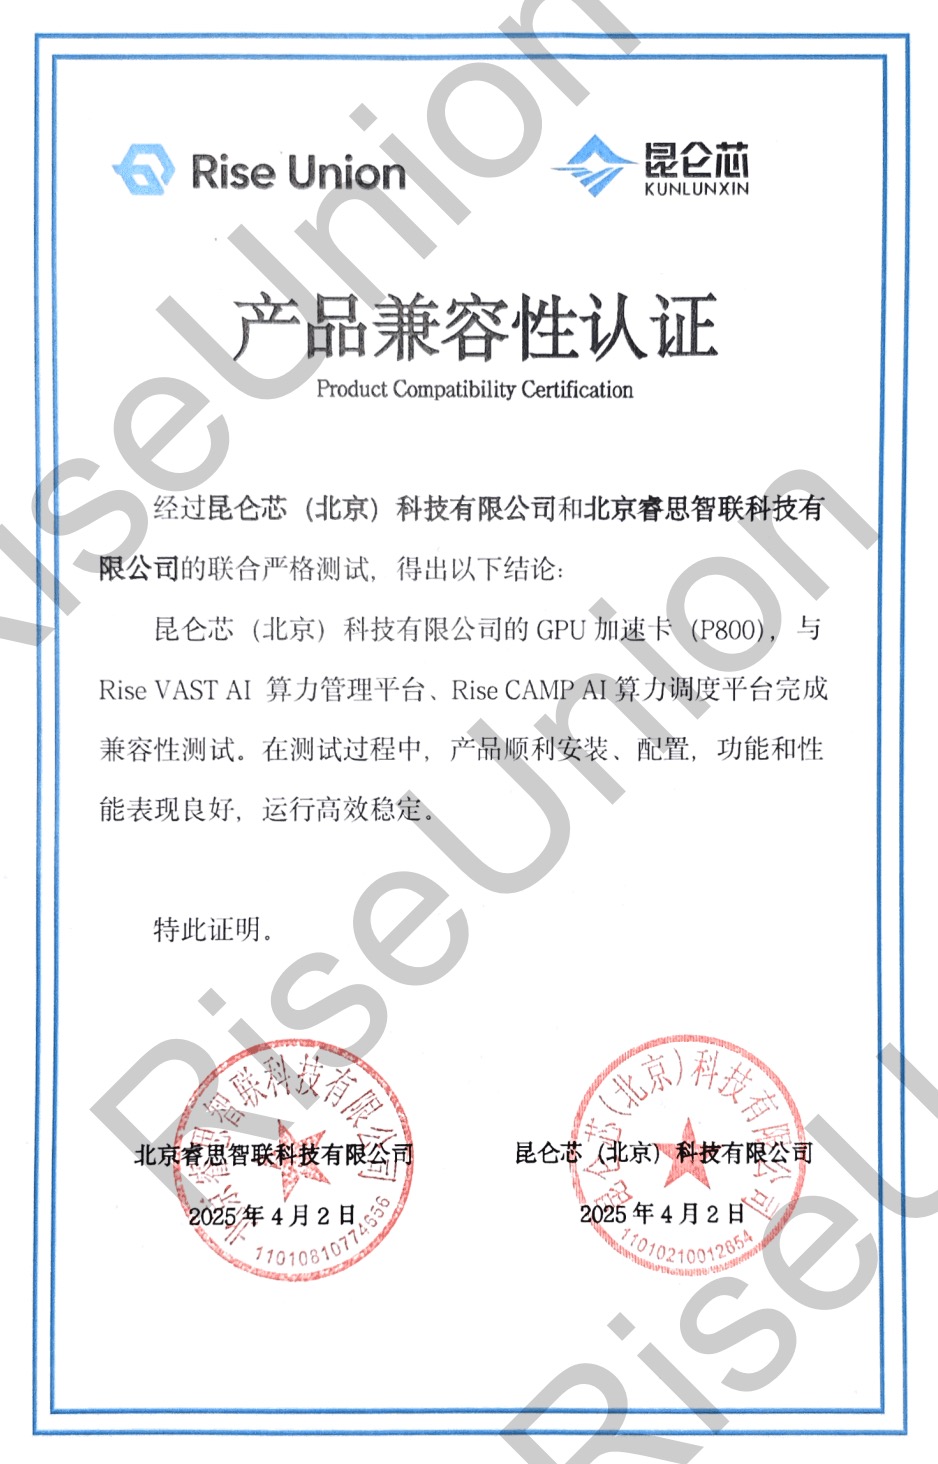 Rise Union
昆仑芯
KUNLUNXIN
产品兼容性认证
Product Compatibility Certification
经过昆仑芯（北京）科技有限公司和北京睿思智联科技有
限公司的联合严格测试，得出以下结论：
昆仑芯（北京）科技有限公司的 GPU 加速卡（P800），与
Rise VAST AI 算力管理平台、Rise CAMP AI 算力调度平台完成
兼容性测试。在测试过程中，产品顺利安装、配置，功能和性
能表现良好，运行高效稳定。
特此证明。
北京睿思智联科技有限公司
北京睿思智联科技有限公司
2025 年 4 月 2 日
11010810774656
昆仑芯（北京）科技有限公司
昆仑芯（北京）科技有限公司
2025 年 4 月 2 日
11010210012654
RiseUnion
RiseUnion
RiseU